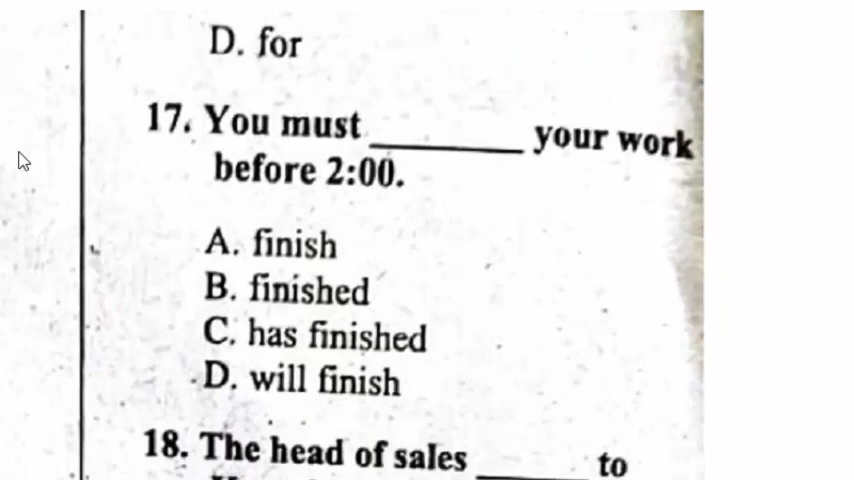 D. for
17. You must ________ your work
before 2:00.
A. finish
B. finished
C. has finished
D. will finish
18. The head of sales ______ to